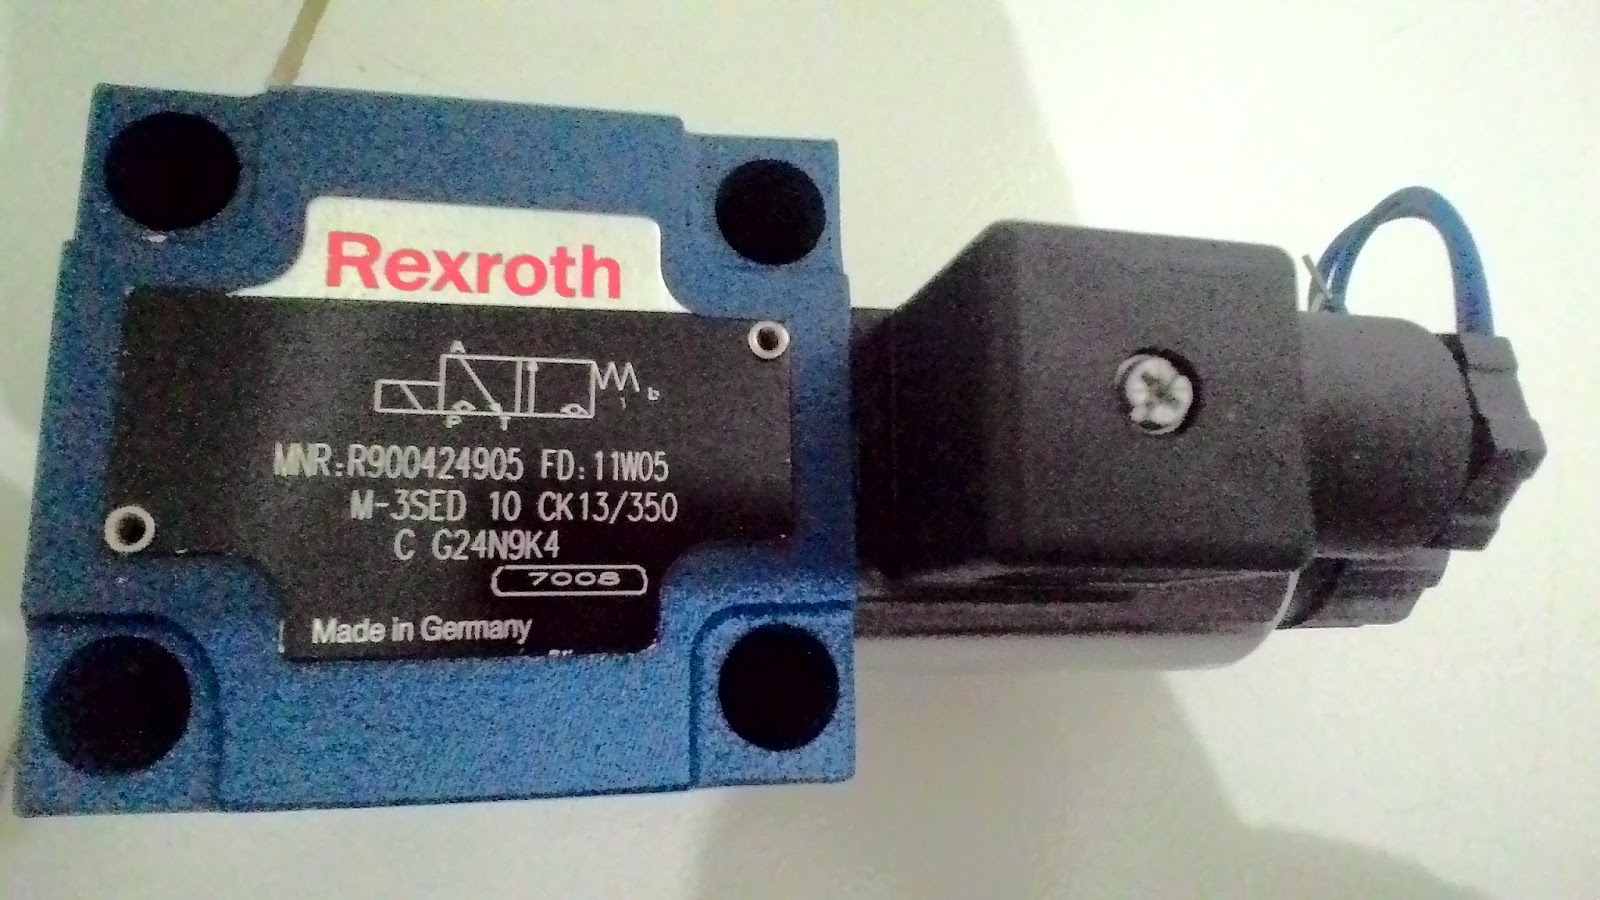 Rexroth
A
b
P T
MNR:R900424905 FD:11W05
M-3SED 10 CK13/350
C G24N9K4
7008
Made in Germany